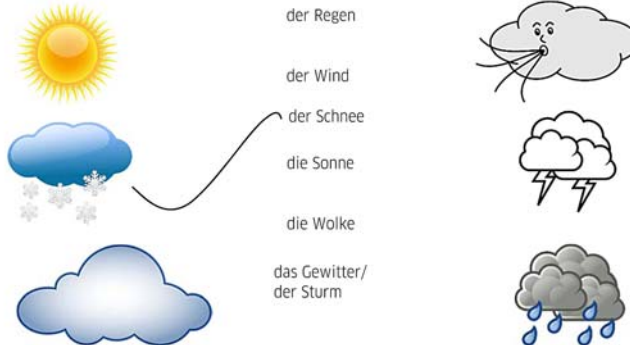 der Regen
der Wind
der Schnee
die Sonne
die Wolke
das Gewitter/
der Sturm